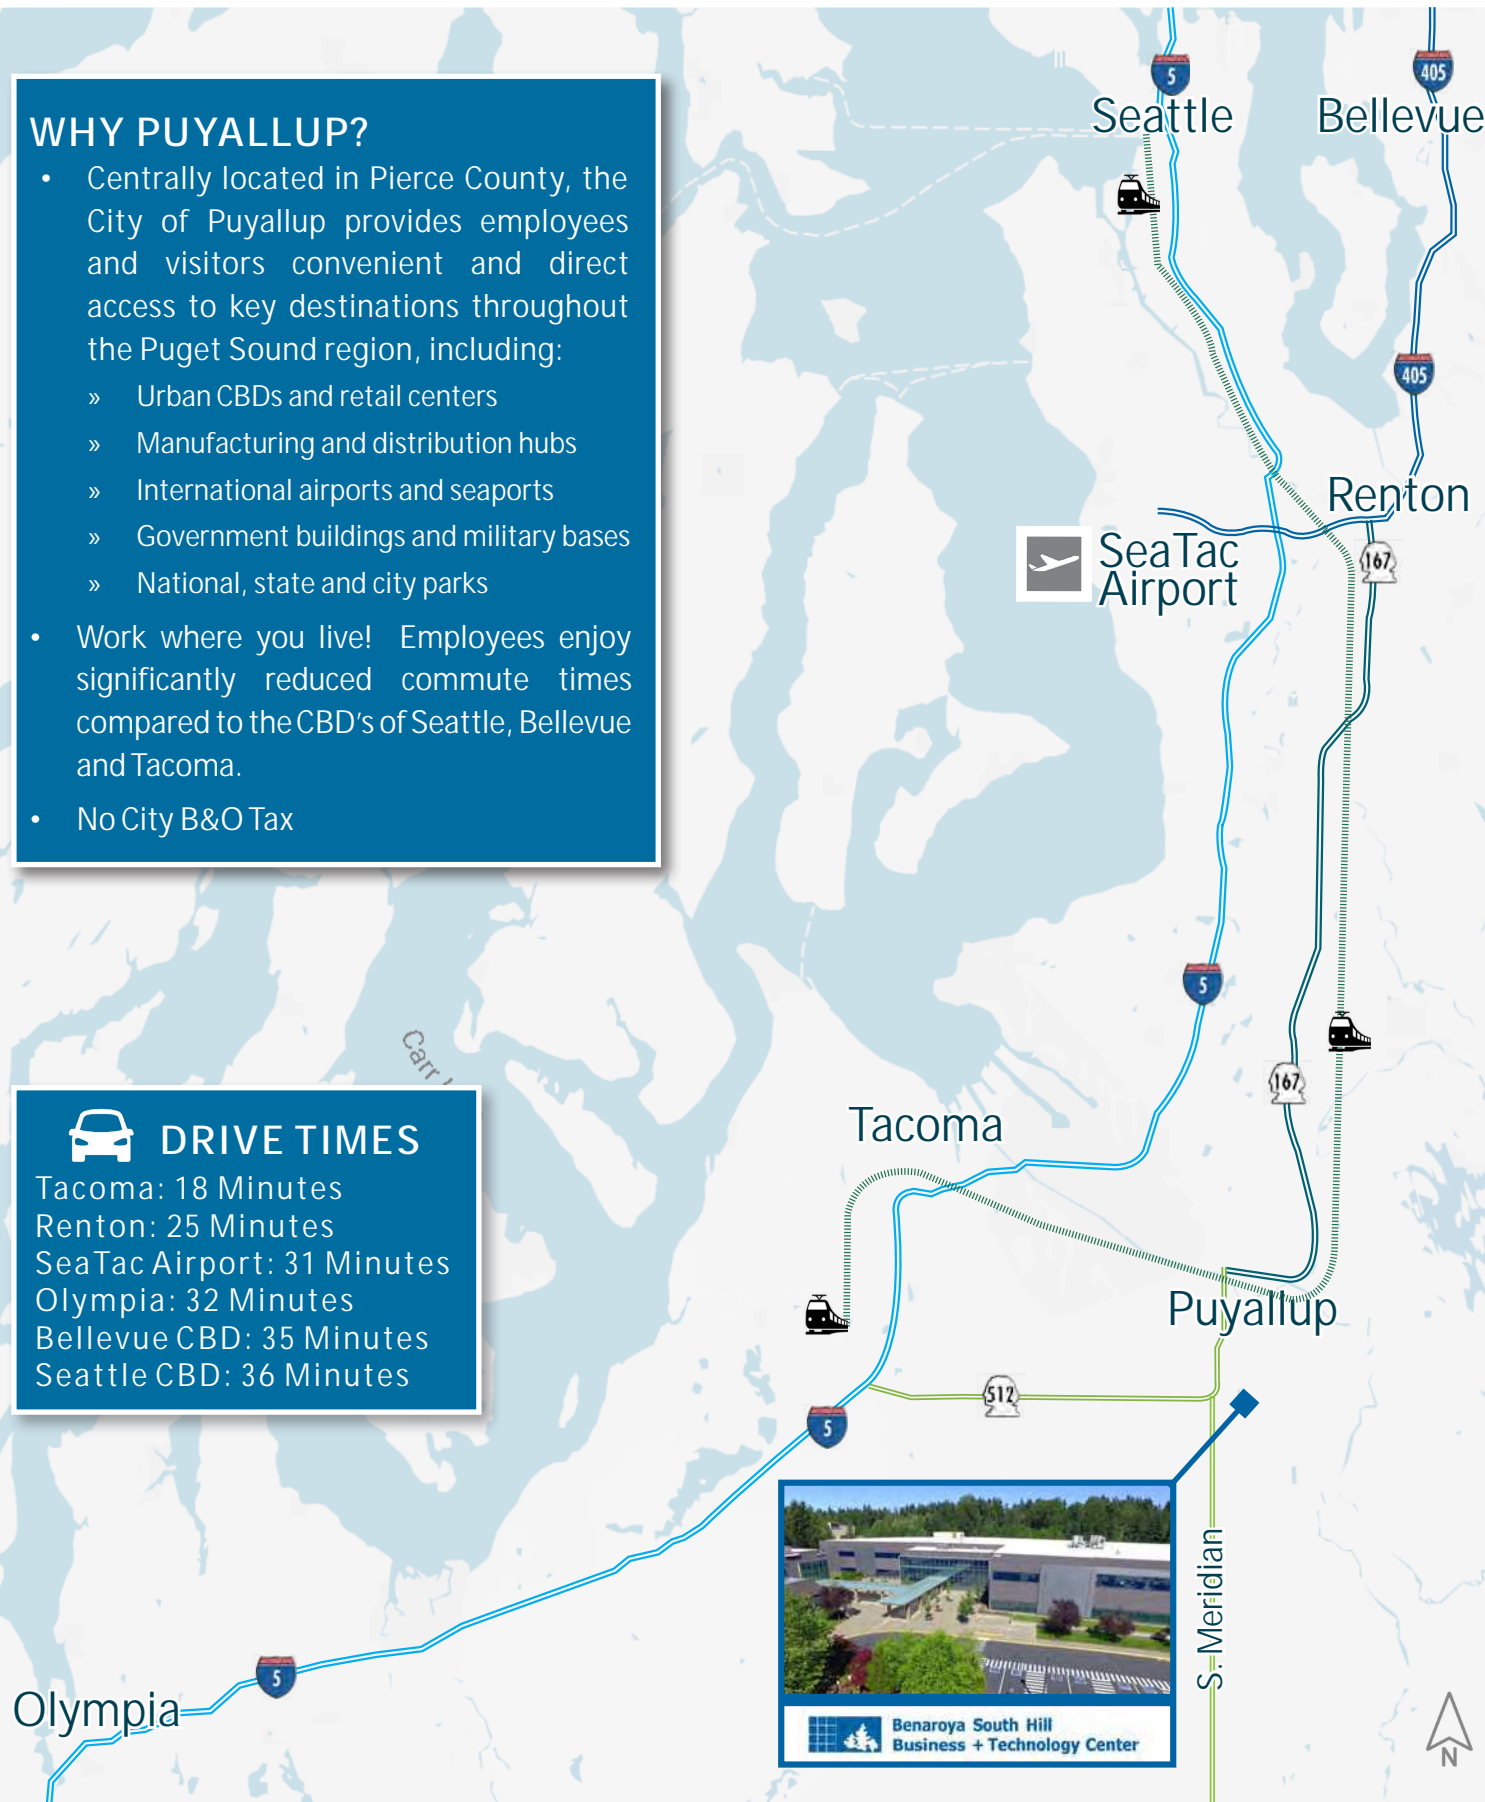 5
405
Seattle
Bellevue
WHY PUYALLUP?
• Centrally located in Pierce County, the
City of Puyallup provides employees
and visitors convenient and direct
access to key destinations throughout
the Puget Sound region, including:
» Urban CBDs and retail centers
» Manufacturing and distribution hubs
» International airports and seaports
» Government buildings and military bases
» National, state and city parks
• Work where you live! Employees enjoy
significantly reduced commute times
compared to the CBD's of Seattle, Bellevue
and Tacoma.
• No City B&O Tax
405
Renton
SeaTac
Airport
167
5
Carr
167
Tacoma
DRIVE TIMES
Tacoma: 18 Minutes
Renton: 25 Minutes
SeaTac Airport: 31 Minutes
Olympia: 32 Minutes
Bellevue CBD: 35 Minutes
Seattle CBD: 36 Minutes
Puyallup
512
5
S. Meridian
5
Olympia
Benaroya South Hill
Business + Technology Center
N